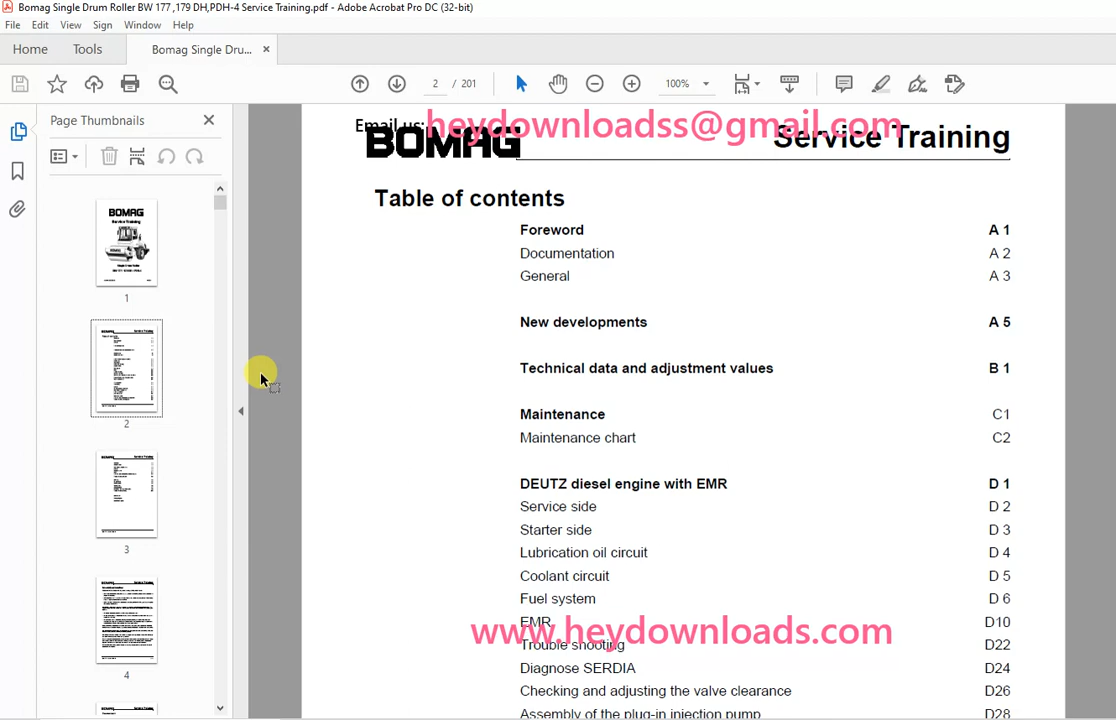 Bomag Single Drum Roller BW 177 ,179 DH,PDH-4 Service Training.pdf - Adobe Acrobat Pro DC (32-bit)
File Edit View Sign Window Help
Home Tools Bomag Single Dru... ×
2 / 201 100%
Page Thumbnails
BOMAG
Service Training
1
2
3
4
Email us: heydownloadss@gmail.com
BOMAG Service Training
Table of contents
Foreword A 1
Documentation A 2
General A 3
New developments A 5
Technical data and adjustment values B 1
Maintenance C1
Maintenance chart C2
DEUTZ diesel engine with EMR D 1
Service side D 2
Starter side D 3
Lubrication oil circuit D 4
Coolant circuit D 5
Fuel system D 6
EMR D10
www.heydownloads.com
Trouble shooting D22
Diagnose SERDIA D24
Checking and adjusting the valve clearance D26
Assembly of the plug-in injection pump D28